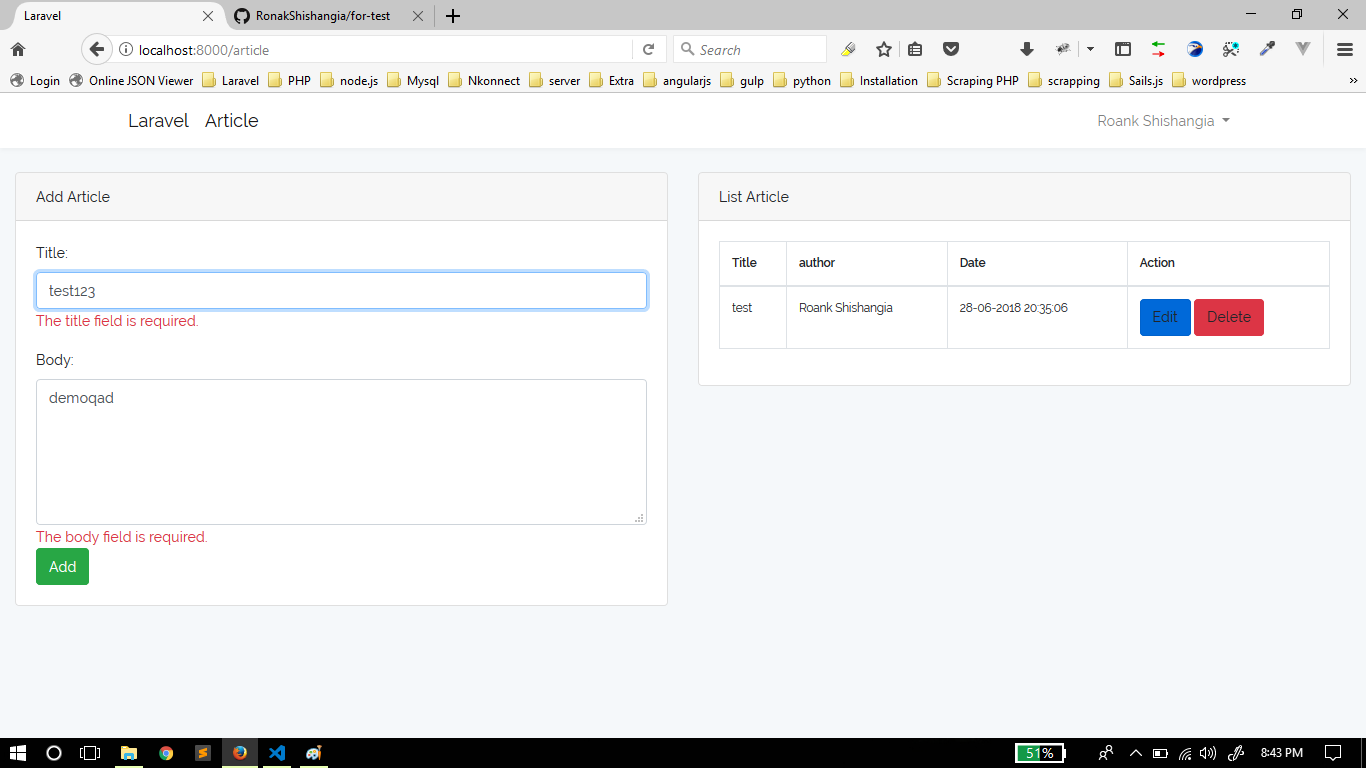 Laravel RonakShishangia/for-test
localhost:8000/article Search
Login Online JSON Viewer Laravel PHP node.js Mysql Nkonnect server Extra angularjs gulp python Installation Scraping PHP scrapping Sails.js wordpress
Laravel Article Roank Shishangia
Add Article
Title:
test123
The title field is required.
Body:
demoqad
The body field is required.
Add
List Article
Title author Date Action
test Roank Shishangia 28-06-2018 20:35:06 Edit Delete
51% 8:43 PM